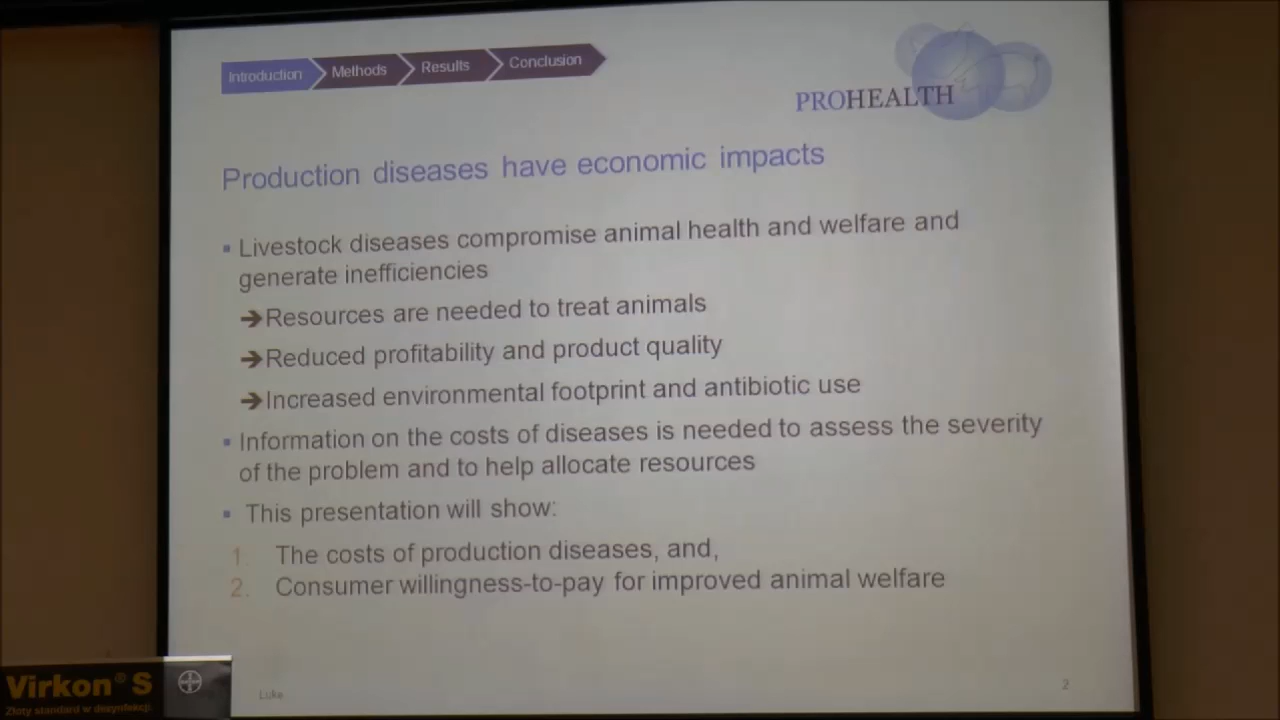 Introduction
Methods
Results
Conclusion
PROHEALTH
Production diseases have economic impacts
▪ Livestock diseases compromise animal health and welfare and
generate inefficiencies
➔Resources are needed to treat animals
➔Reduced profitability and product quality
➔Increased environmental footprint and antibiotic use
▪ Information on the costs of diseases is needed to assess the severity
of the problem and to help allocate resources
▪ This presentation will show:
1. The costs of production diseases, and,
2. Consumer willingness-to-pay for improved animal welfare
Luke
2
Virkon® S
Złoty standard w dezynfekcji.